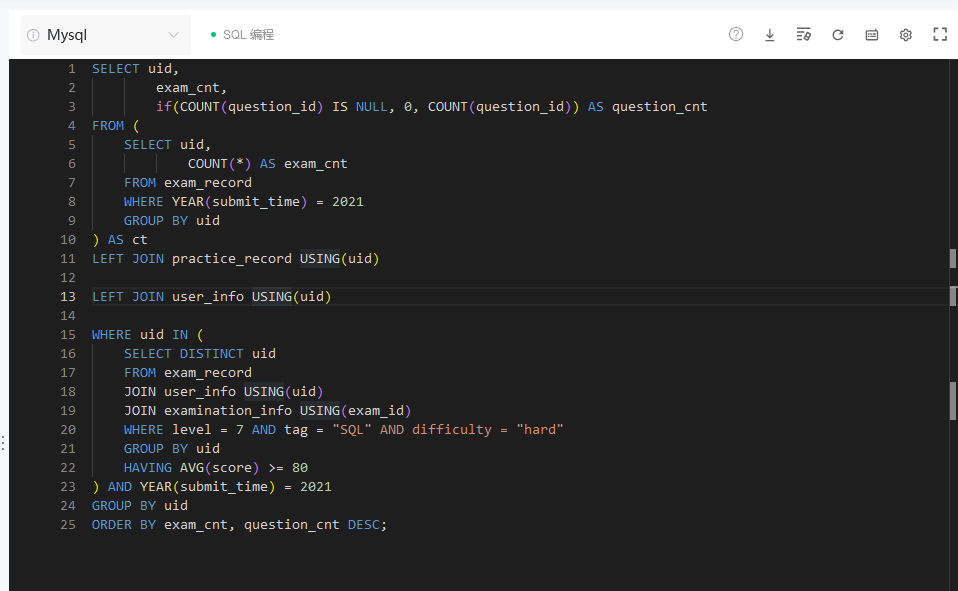 Mysql
SQL 编程
1 SELECT uid,
2 exam_cnt,
3 if(COUNT(question_id) IS NULL, 0, COUNT(question_id)) AS question_cnt
4 FROM (
5 SELECT uid,
6 COUNT(*) AS exam_cnt
7 FROM exam_record
8 WHERE YEAR(submit_time) = 2021
9 GROUP BY uid
10 ) AS ct
11 LEFT JOIN practice_record USING(uid)
12
13 LEFT JOIN user_info USING(uid)
14
15 WHERE uid IN (
16 SELECT DISTINCT uid
17 FROM exam_record
18 JOIN user_info USING(uid)
19 JOIN examination_info USING(exam_id)
20 WHERE level = 7 AND tag = "SQL" AND difficulty = "hard"
21 GROUP BY uid
22 HAVING AVG(score) >= 80
23 ) AND YEAR(submit_time) = 2021
24 GROUP BY uid
25 ORDER BY exam_cnt, question_cnt DESC;